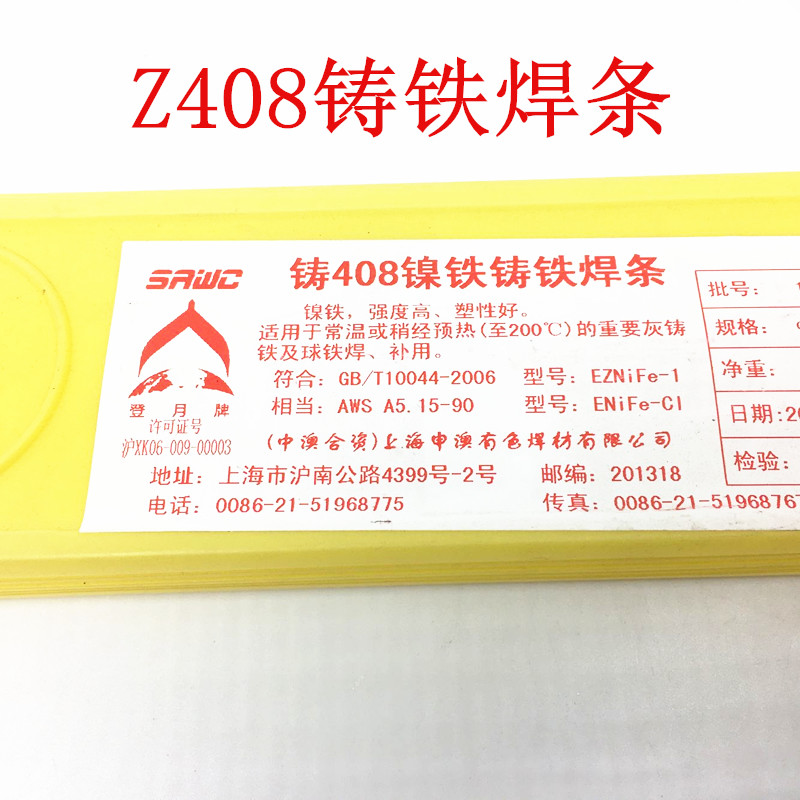 Z408铸铁焊条
SAWC
登月牌
许可证号
沪XK06-009-00003
铸408镍铁铸铁焊条
镍铁，强度高、塑性好。
适用于常温或稍经预热(至200℃)的重要灰铸
铁及球铁焊、补用。
符合：GB/T10044-2006 型号：EZNiFe-1
相当：AWS A5.15-90 型号：ENiFe-CI
(中澳合资)上海申澳有色焊材有限公司
地址：上海市沪南公路4399号-2号 邮编：201318
电话：0086-21-51968775 传真：0086-21-5196876
批号：
规格：
净重：
日期:20
检验：